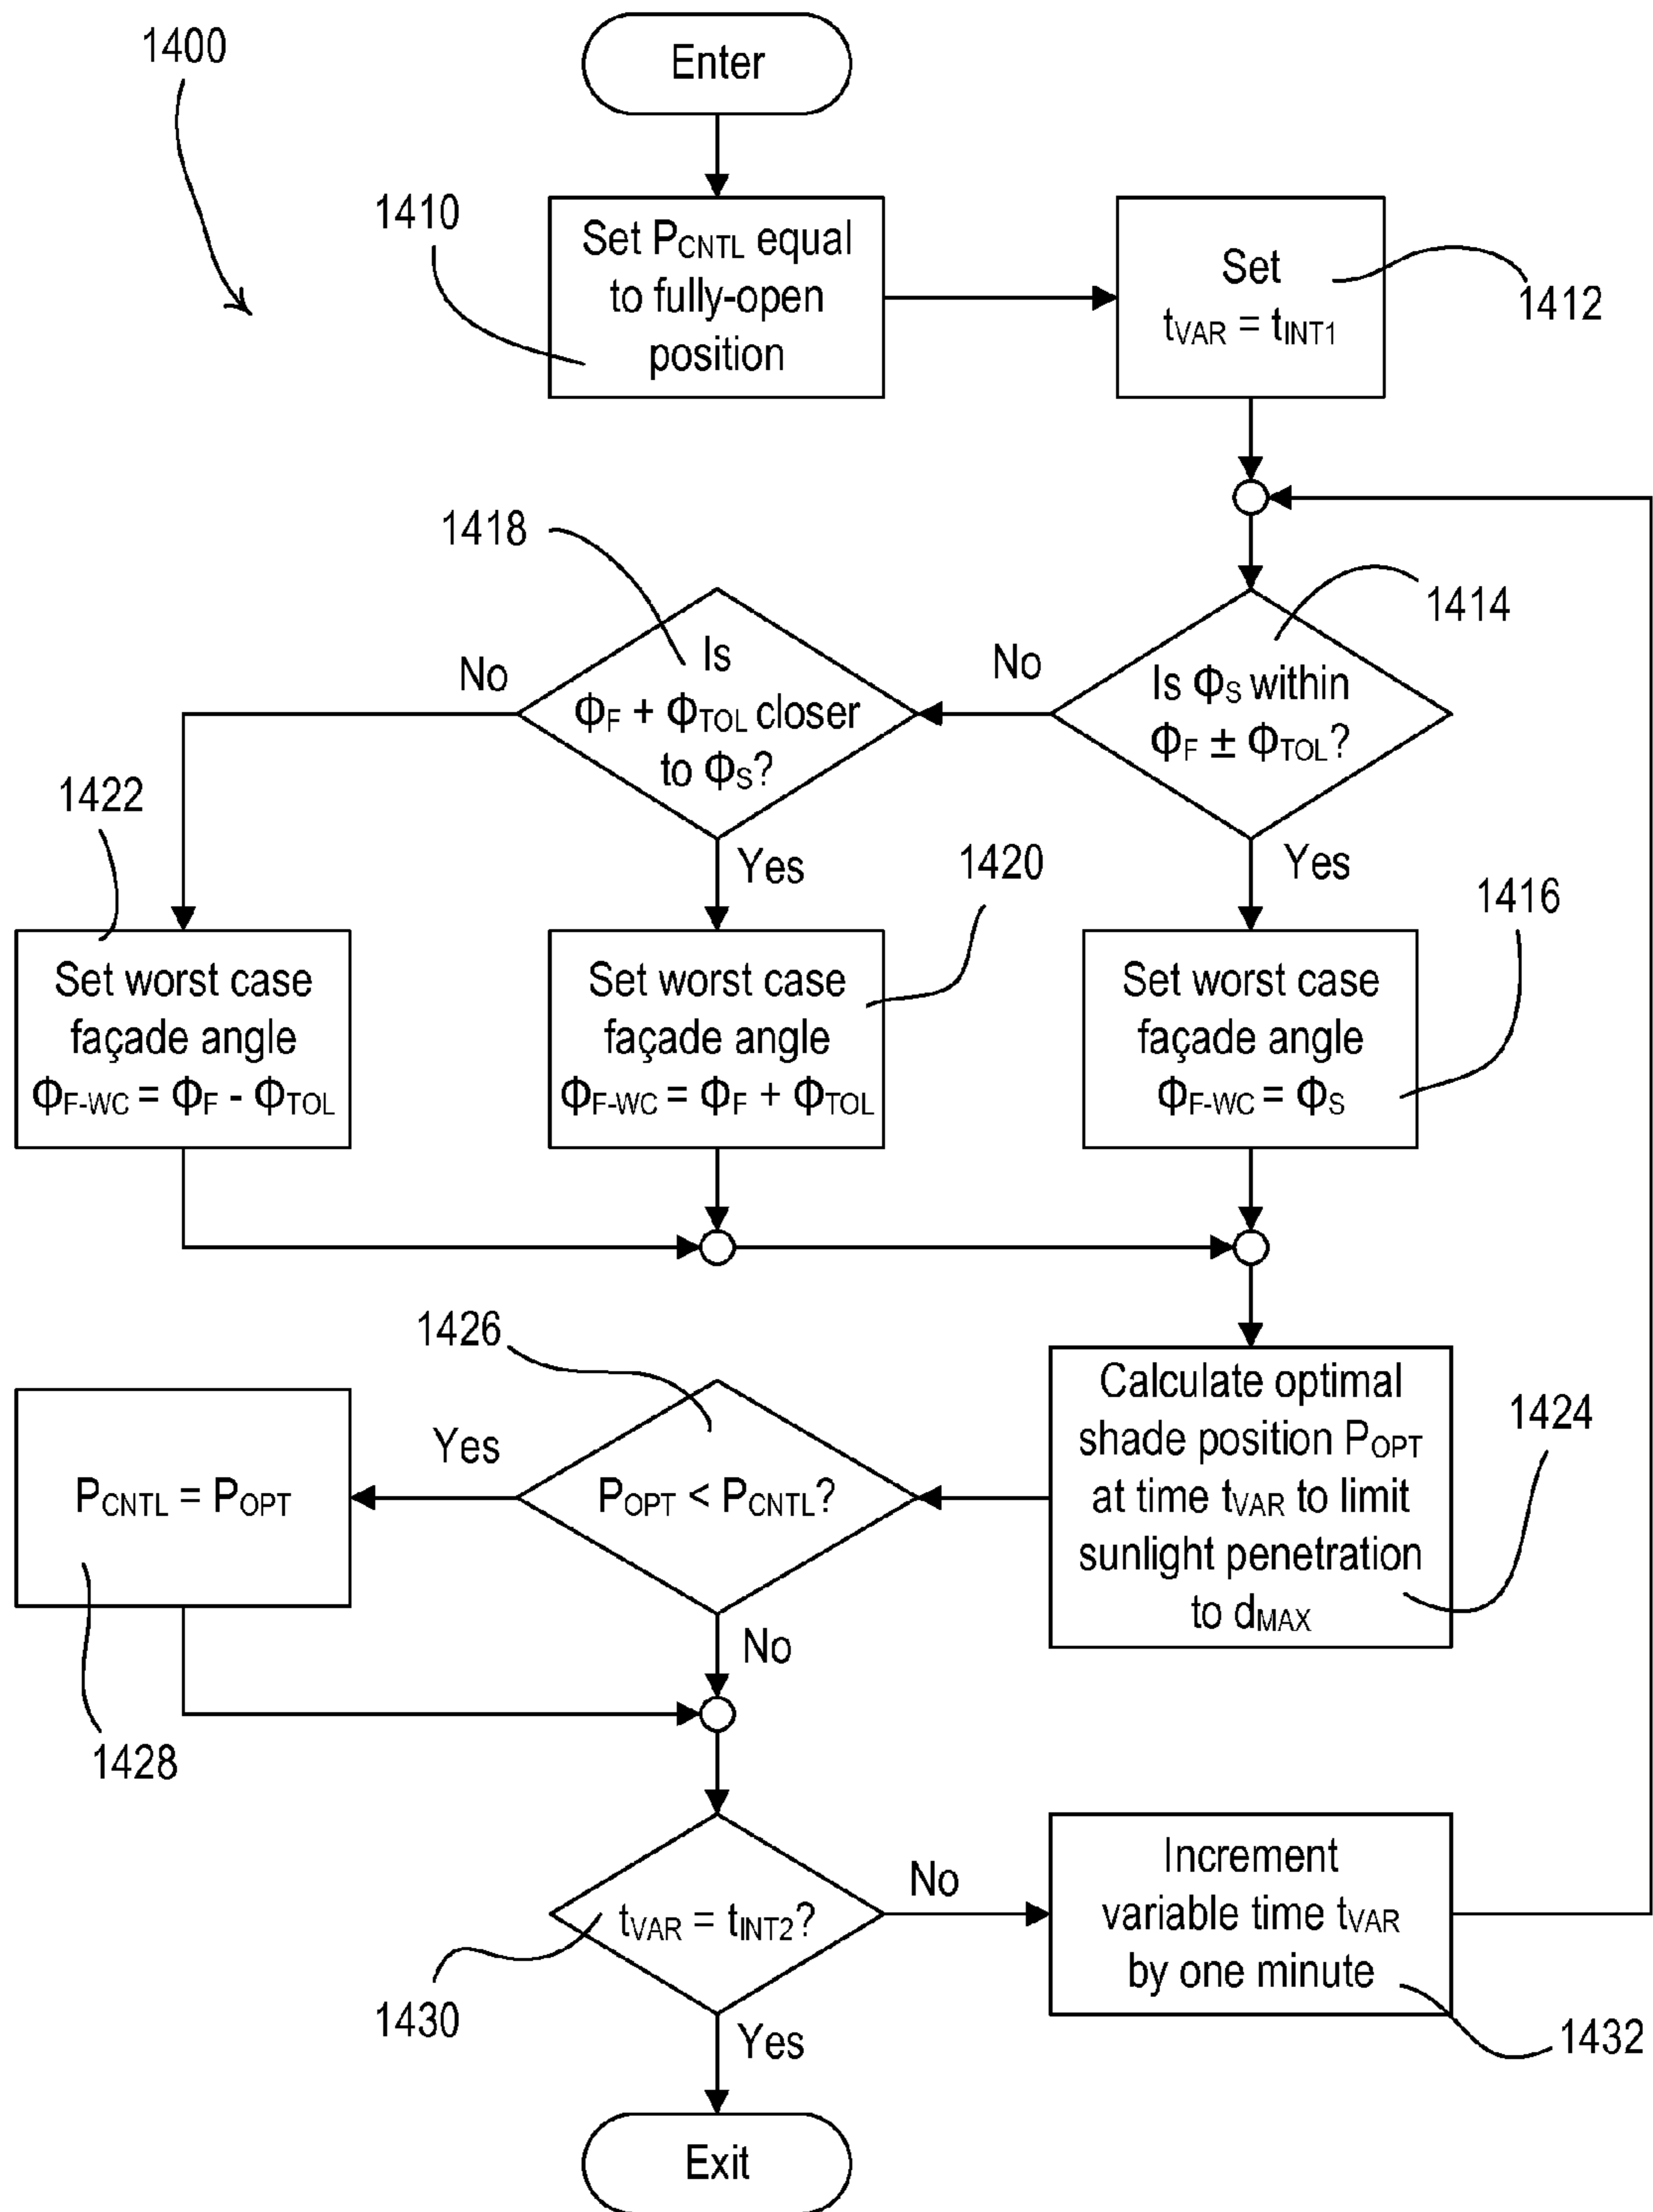 1400
Enter
1410
Set PCNTL equal
to fully-open
position
Set
tVAR = tINT1
1412
1418
1414
Is
ΦF + ΦTOL closer
to ΦS?
No
Yes
Is ΦS within
ΦF ± ΦTOL?
No
Yes
1422
1420
1416
Set worst case
façade angle
ΦF-WC = ΦF - ΦTOL
Set worst case
façade angle
ΦF-WC = ΦF + ΦTOL
Set worst case
façade angle
ΦF-WC = ΦS
1426
Calculate optimal
shade position POPT
at time tVAR to limit
sunlight penetration
to dMAX
1424
PCNTL = POPT
Yes
POPT < PCNTL?
No
1428
tVAR = tINT2?
No
Increment
variable time tVAR
by one minute
1430
Yes
1432
Exit